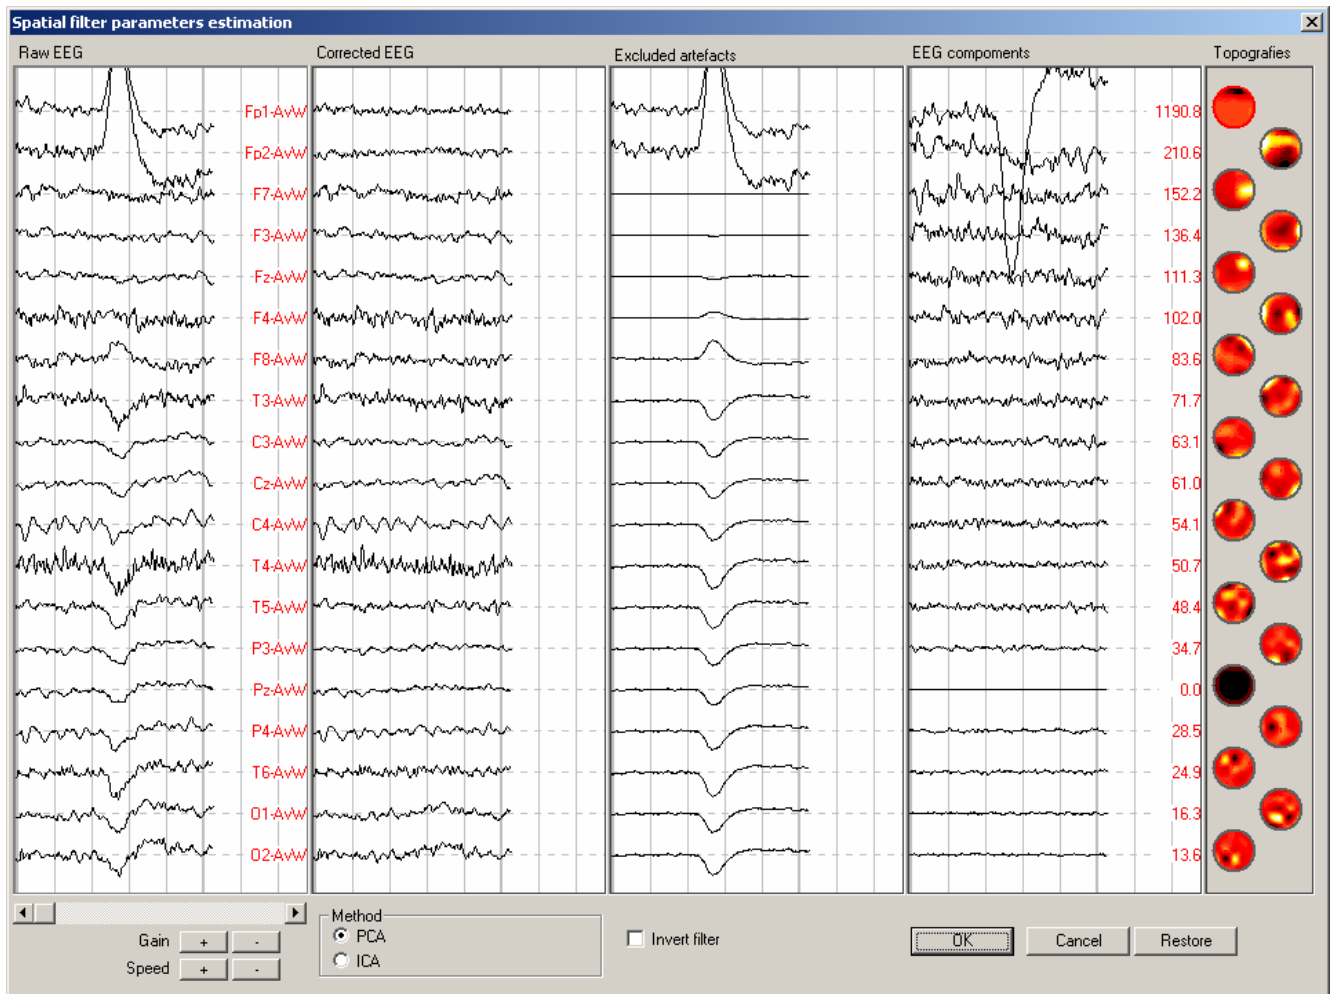 Spatial filter parameters estimation
Raw EEG
Corrected EEG
Excluded artefacts
EEG compoments
Topografies
Fp1-AvW
1190.8
Fp2-AvW
210.6
F7-AvW
152.2
F3-AvW
136.4
Fz-AvW
111.3
F4-AvW
102.0
F8-AvW
83.6
T3-AvW
71.7
C3-AvW
63.1
Cz-AvW
61.0
C4-AvW
54.1
T4-AvW
50.7
T5-AvW
48.4
P3-AvW
34.7
Pz-AvW
0.0
P4-AvW
28.5
T6-AvW
24.9
O1-AvW
16.3
O2-AvW
13.6
Gain + -
Speed + -
Method
PCA
ICA
Invert filter
OK
Cancel
Restore